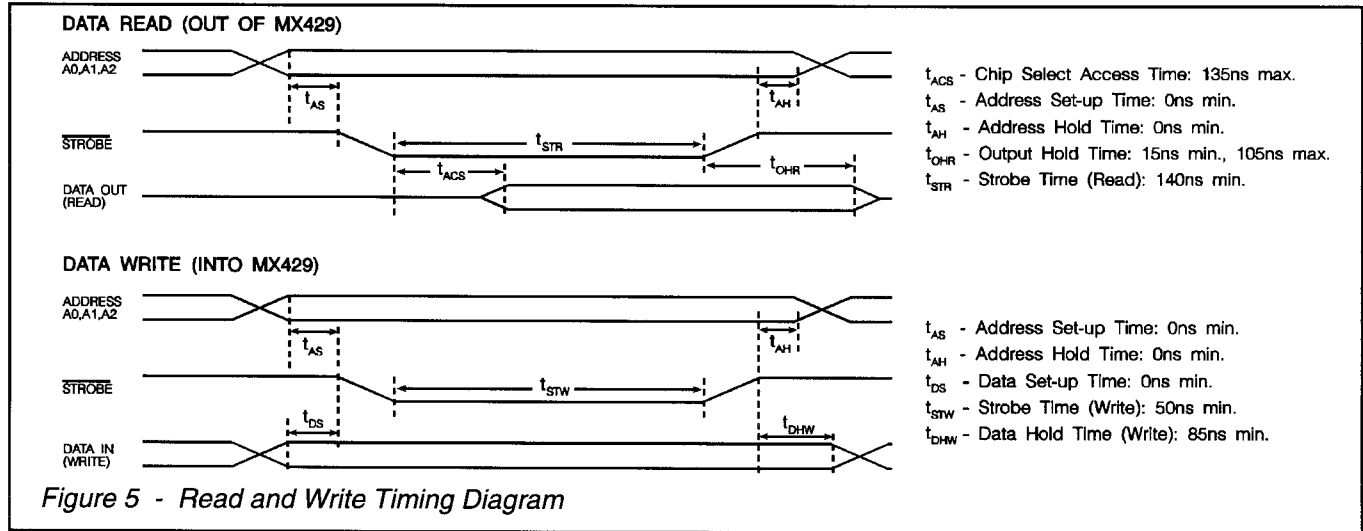 DATA READ (OUT OF MX429)
ADDRESS
A0,A1,A2
tAS
tAH
STROBE
tSTR
tACS
tOHR
DATA OUT
(READ)
tACS - Chip Select Access Time: 135ns max.
tAS - Address Set-up Time: 0ns min.
tAH - Address Hold Time: 0ns min.
tOHR - Output Hold Time: 15ns min., 105ns max.
tSTR - Strobe Time (Read): 140ns min.
DATA WRITE (INTO MX429)
ADDRESS
A0,A1,A2
tAS
tAH
STROBE
tSTW
tDS
tDHW
DATA IN
(WRITE)
tAS - Address Set-up Time: 0ns min.
tAH - Address Hold Time: 0ns min.
tDS - Data Set-up Time: 0ns min.
tSTW - Strobe Time (Write): 50ns min.
tDHW - Data Hold Time (Write): 85ns min.
Figure 5 - Read and Write Timing Diagram